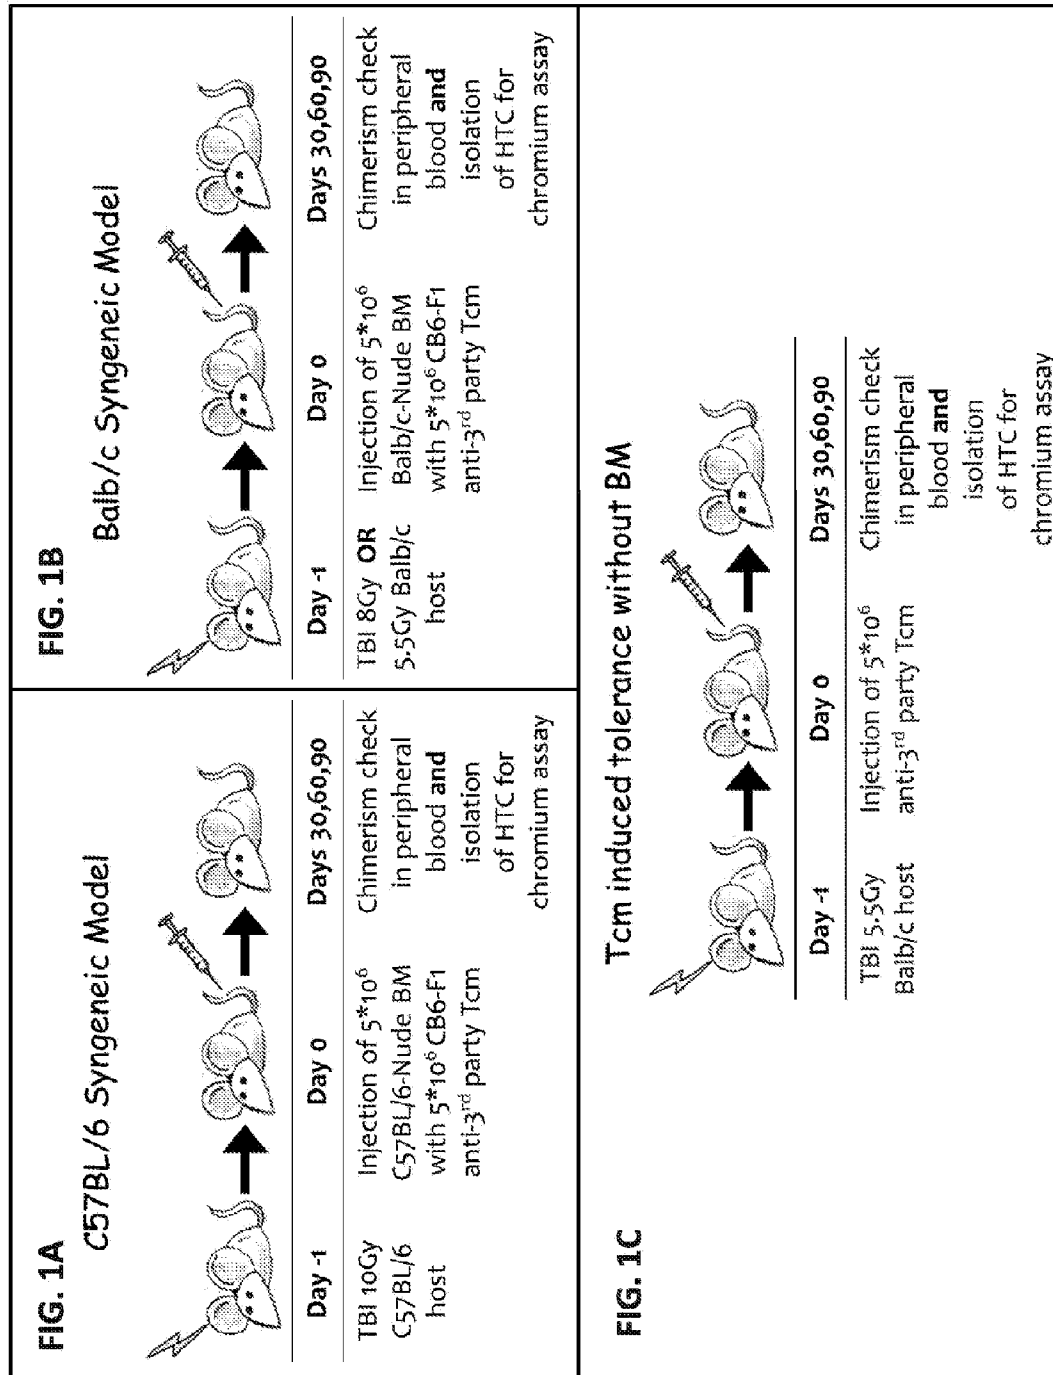 FIG. 1A
C57BL/6 Syngeneic Model
Day -1
Day 0
Days 30,60,90
TBI 10Gy
C57BL/6
host
Injection of 5*10⁶
C57BL/6-Nude BM
with 5*10⁶ CB6-F1
anti-3ʳᵈ party Tcm
Chimerism check
in peripheral
blood and
isolation
of HTC for
chromium assay
FIG. 1B
Balb/c Syngeneic Model
Day -1
Day 0
Days 30,60,90
TBI 8Gy OR
5.5Gy Balb/c
host
Injection of 5*10⁶
Balb/c-Nude BM
with 5*10⁶ CB6-F1
anti-3ʳᵈ party Tcm
Chimerism check
in peripheral
blood and
isolation
of HTC for
chromium assay
FIG. 1C
Tcm induced tolerance without BM
Day -1
Day 0
Days 30,60,90
TBI 5.5Gy
Balb/c host
Injection of 5*10⁶
anti-3ʳᵈ party Tcm
Chimerism check
in peripheral
blood and
isolation
of HTC for
chromium assay